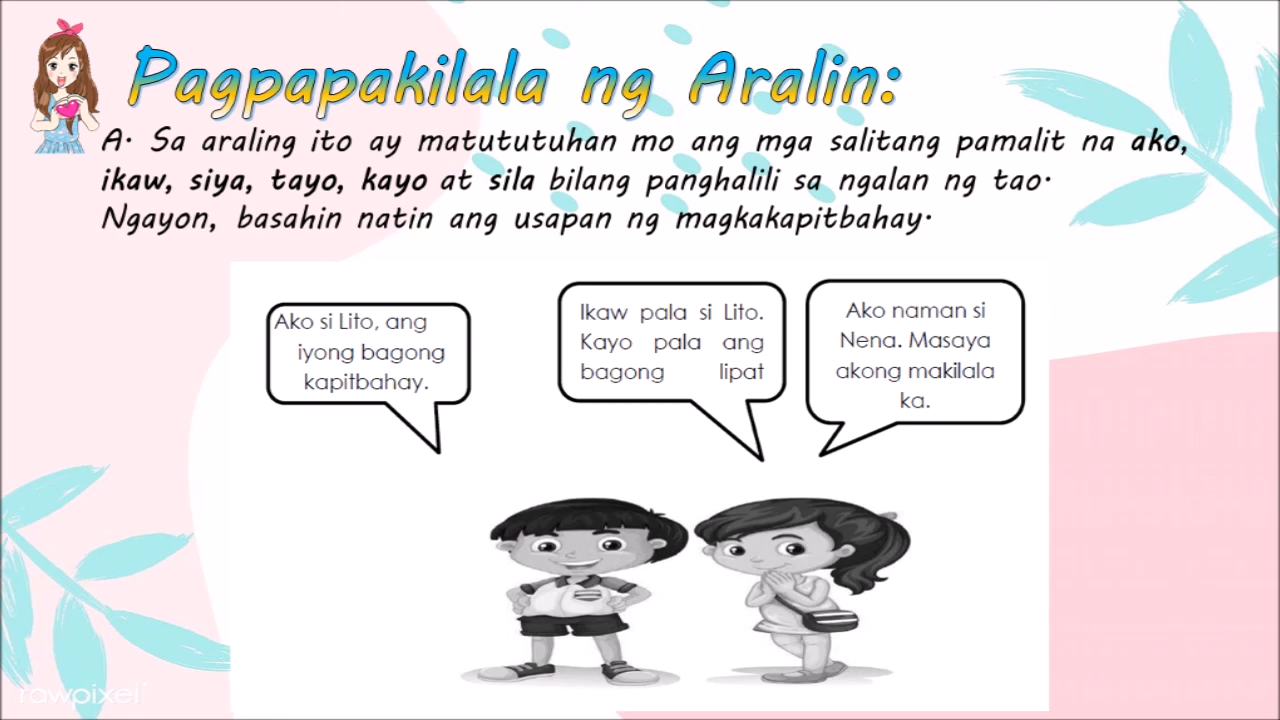 Pagpapakilala ng Aralin:
A. Sa araling ito ay matututuhan mo ang mga salitang pamalit na ako,
ikaw, siya, tayo, kayo at sila bilang panghalili sa ngalan ng tao.
Ngayon, basahin natin ang usapan ng magkakapitbahay.
Ako si Lito, ang
iyong bagong
kapitbahay.
Ikaw pala si Lito.
Kayo pala ang
bagong lipat
Ako naman si
Nena. Masaya
akong makilala
ka.
rawpixel